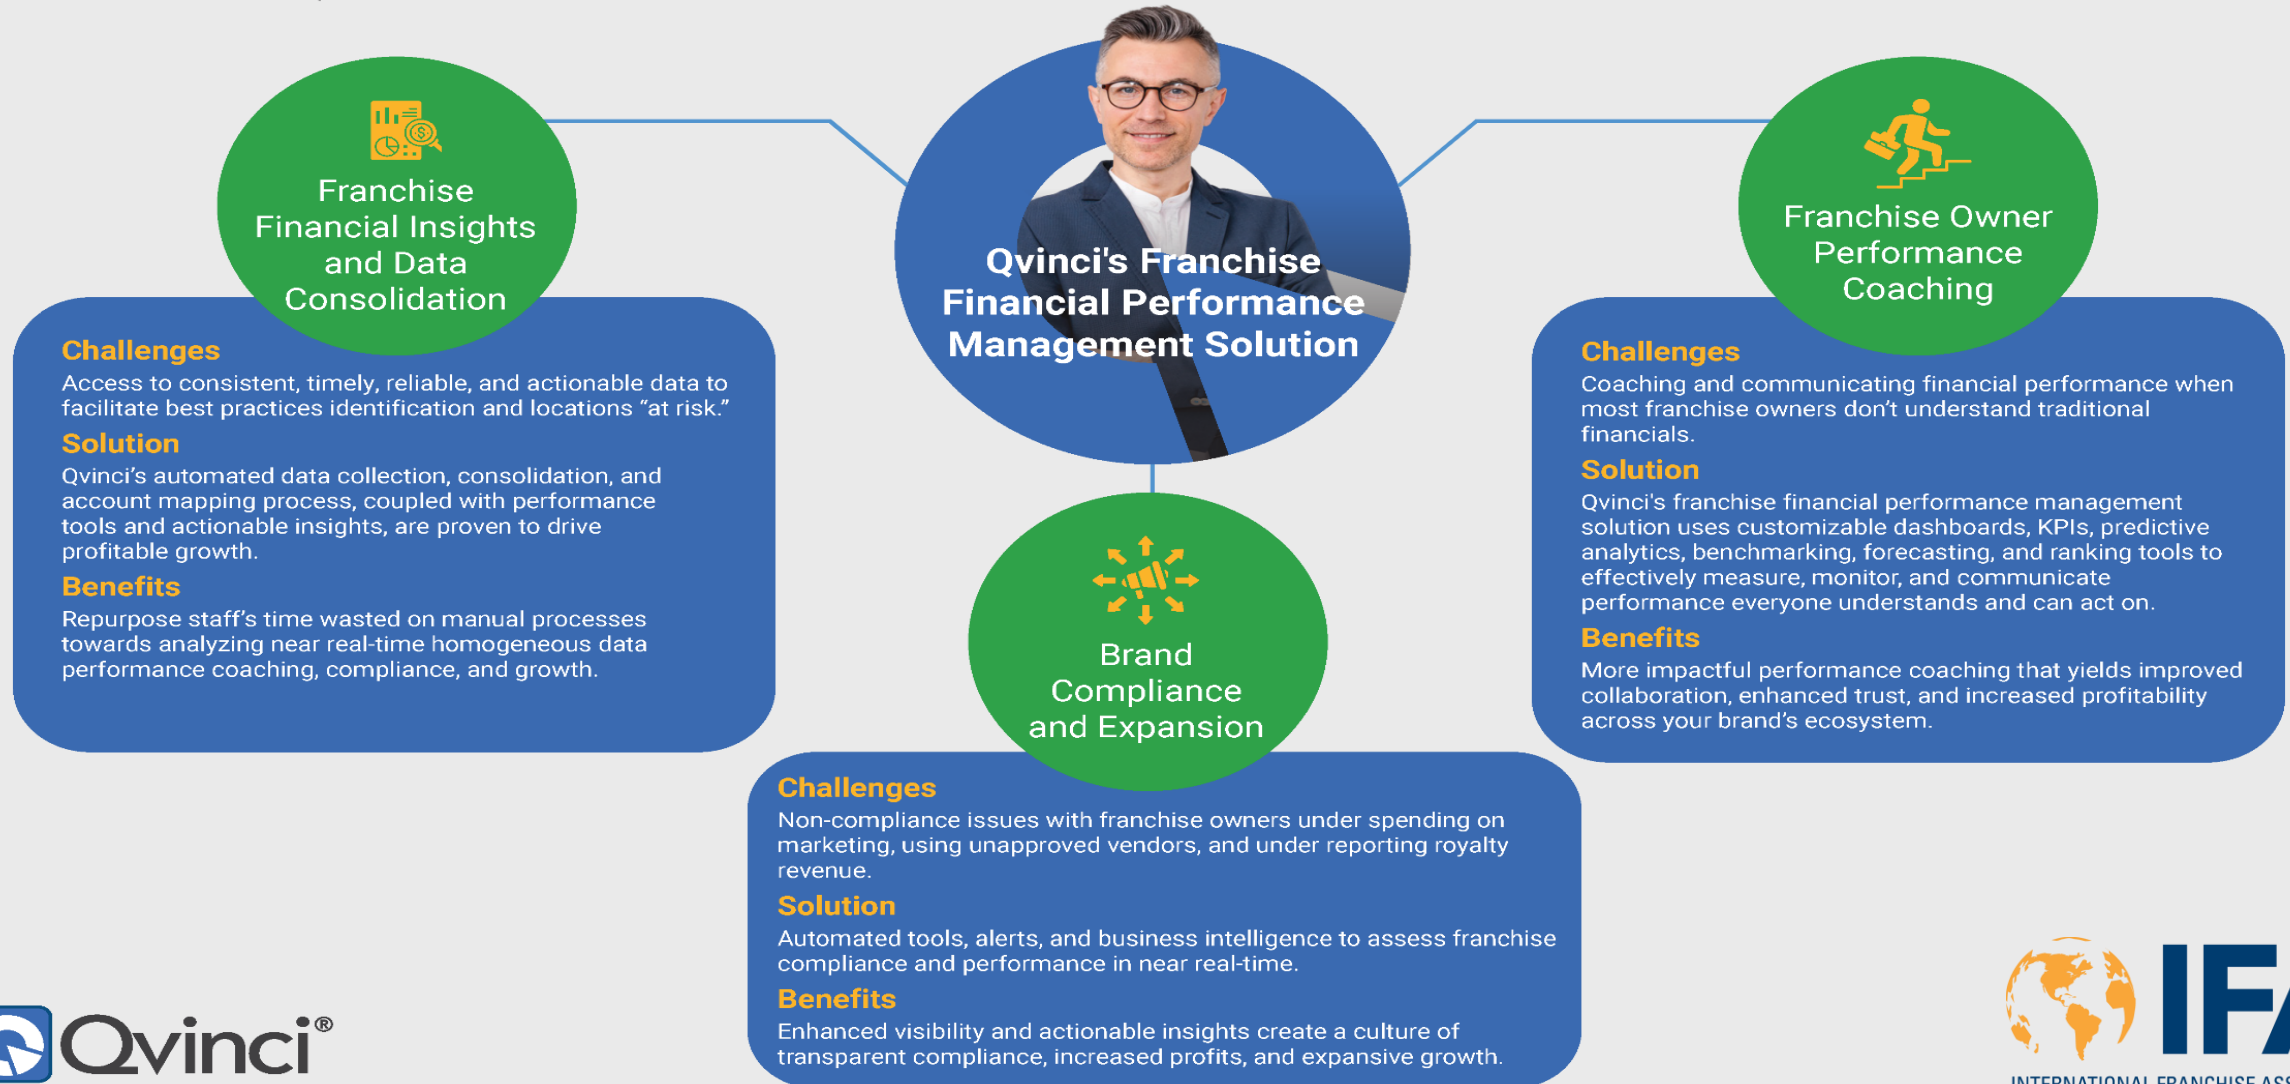 Franchise
Financial Insights
and Data
Consolidation
Challenges
Access to consistent, timely, reliable, and actionable data to
facilitate best practices identification and locations “at risk.”
Solution
Qvinci’s automated data collection, consolidation, and
account mapping process, coupled with performance
tools and actionable insights, are proven to drive
profitable growth.
Benefits
Repurpose staff’s time wasted on manual processes
towards analyzing near real-time homogeneous data
performance coaching, compliance, and growth.
Qvinci's Franchise
Financial Performance
Management Solution
Brand
Compliance
and Expansion
Challenges
Non-compliance issues with franchise owners under spending on
marketing, using unapproved vendors, and under reporting royalty
revenue.
Solution
Automated tools, alerts, and business intelligence to assess franchise
compliance and performance in near real-time.
Benefits
Enhanced visibility and actionable insights create a culture of
transparent compliance, increased profits, and expansive growth.
Franchise Owner
Performance
Coaching
Challenges
Coaching and communicating financial performance when
most franchise owners don’t understand traditional
financials.
Solution
Qvinci's franchise financial performance management
solution uses customizable dashboards, KPIs, predictive
analytics, benchmarking, forecasting, and ranking tools to
effectively measure, monitor, and communicate
performance everyone understands and can act on.
Benefits
More impactful performance coaching that yields improved
collaboration, enhanced trust, and increased profitability
across your brand’s ecosystem.
Qvinci®
IFA
INTERNATIONAL FRANCHISE